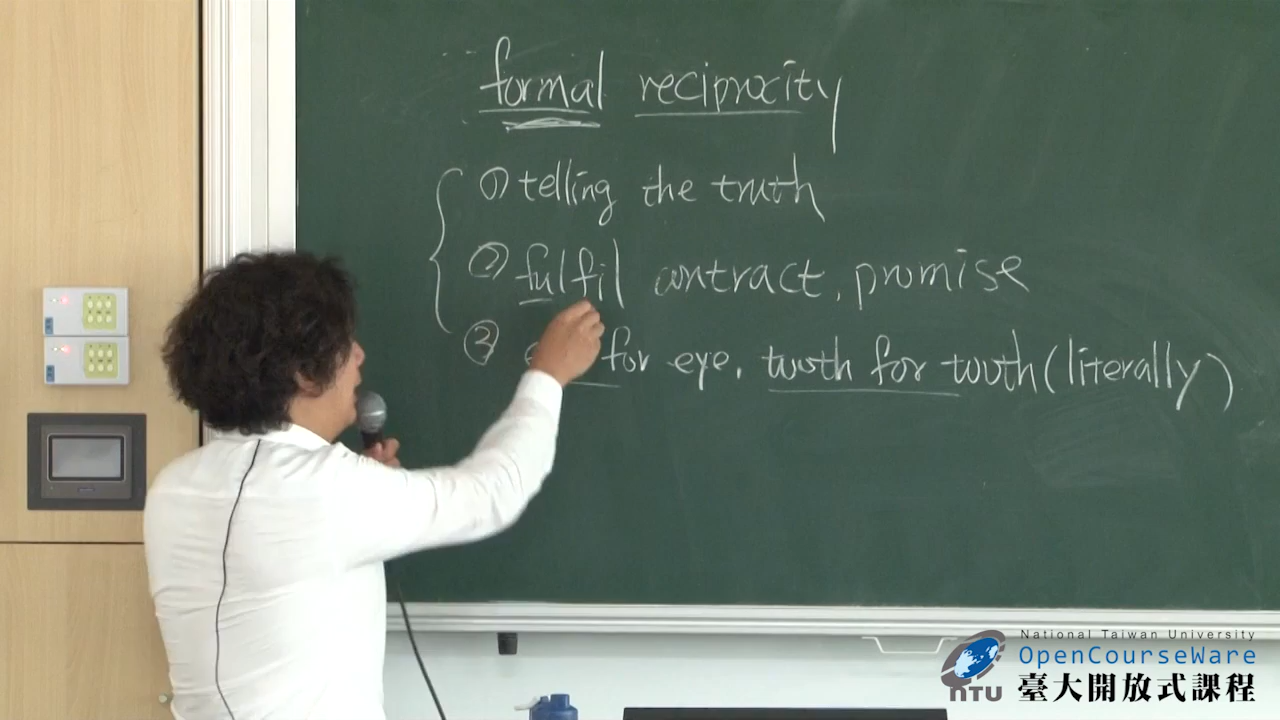 formal reciprocity
① telling the truth
② fulfil contract, promise
③ for eye, tooth for tooth (literally)
National Taiwan University
OpenCourseWare
NTU 臺大開放式課程